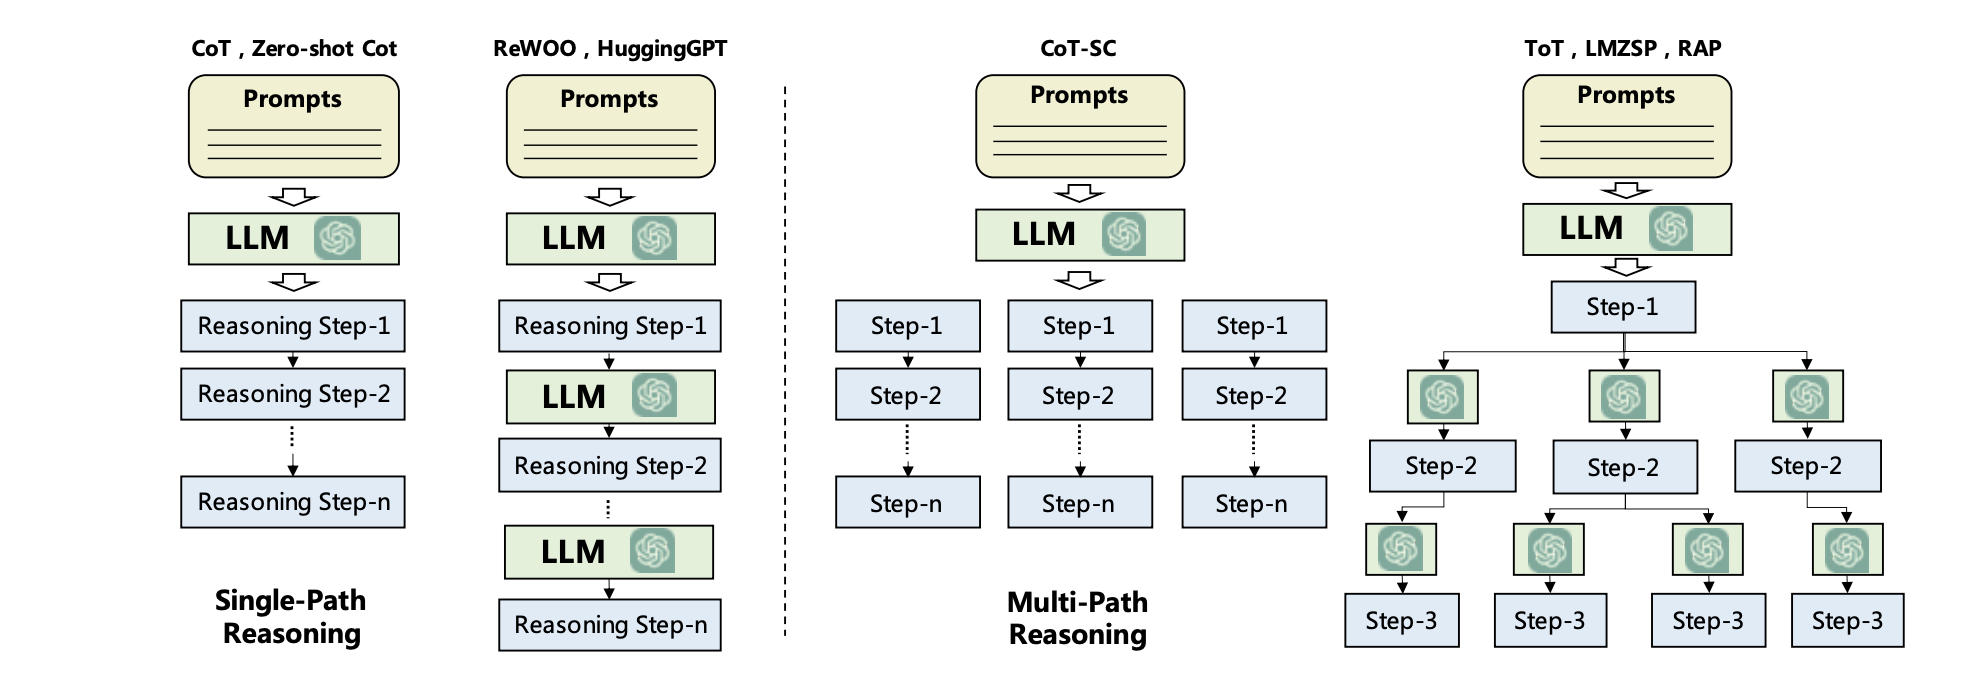 CoT , Zero-shot Cot
Prompts
LLM
Reasoning Step-1
Reasoning Step-2
Reasoning Step-n
Single-Path
Reasoning
ReWOO , HuggingGPT
Prompts
LLM
Reasoning Step-1
LLM
Reasoning Step-2
LLM
Reasoning Step-n
CoT-SC
Prompts
LLM
Step-1
Step-1
Step-1
Step-2
Step-2
Step-2
Step-n
Step-n
Step-n
Multi-Path
Reasoning
ToT , LMZSP , RAP
Prompts
LLM
Step-1
Step-2
Step-2
Step-2
Step-3
Step-3
Step-3
Step-3